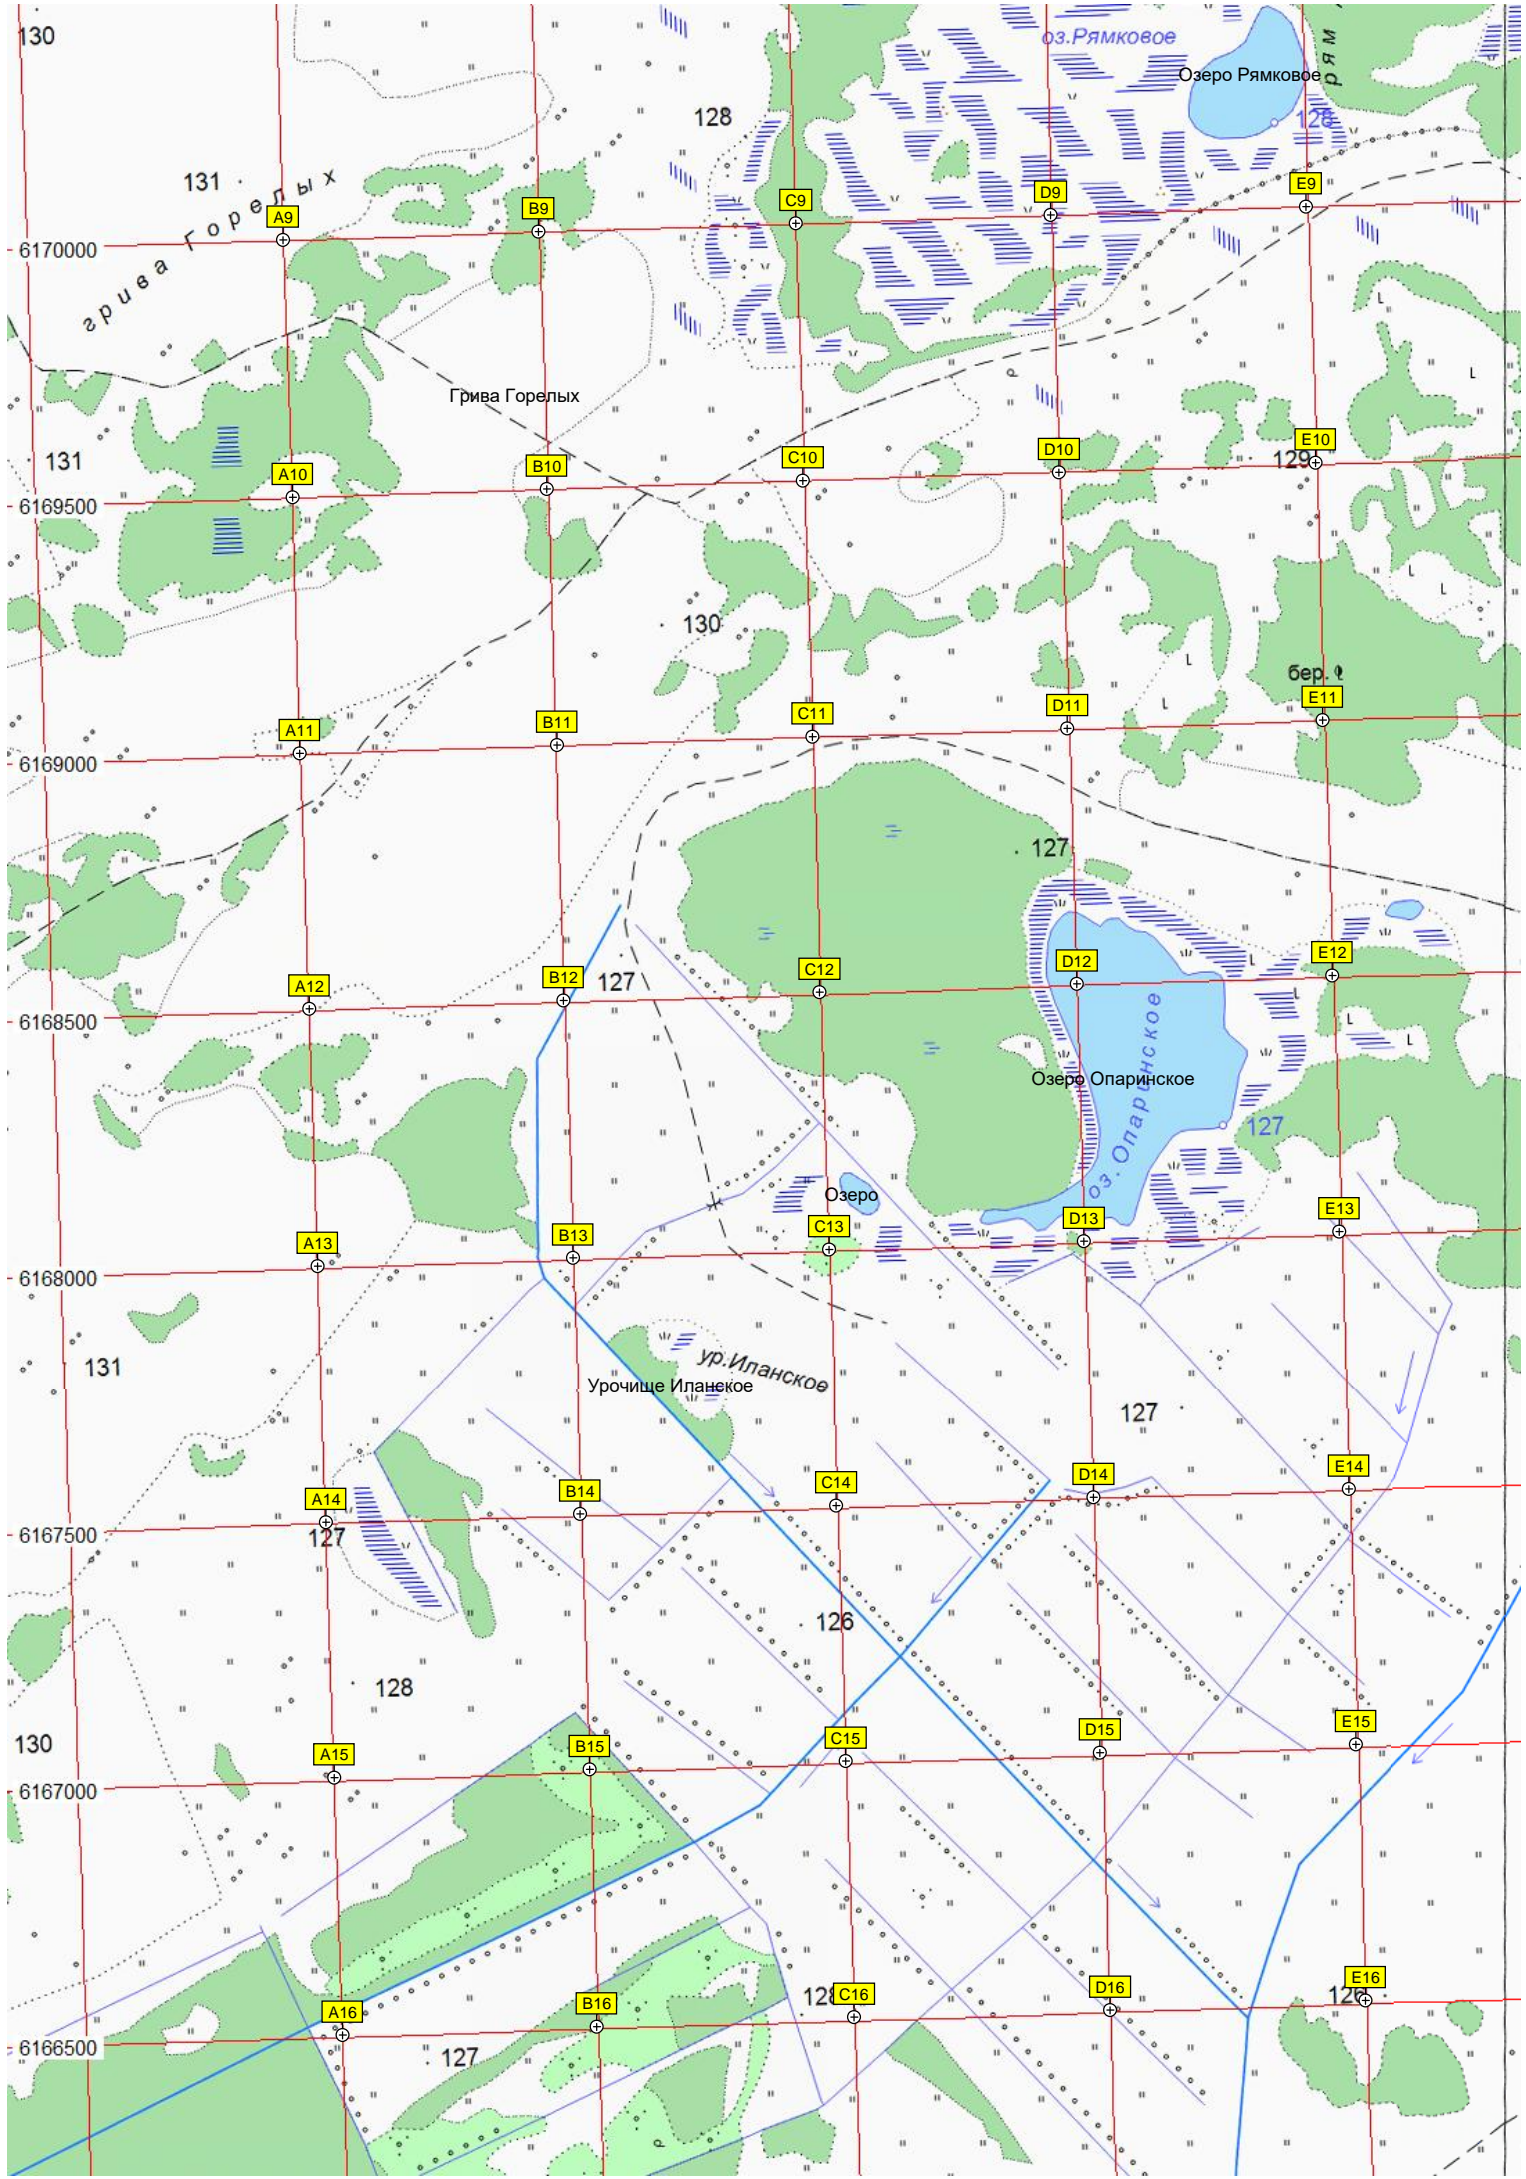 130
оз.Рямковое
рям
Озеро Рямковое
128
128
131
грива Горелых
A9
B9
C9
D9
E9
6170000
Грива Горелых
131
A10
B10
C10
D10
E10
129
6169500
130
бер.
A11
B11
C11
D11
E11
6169000
127
A12
B12
C12
D12
E12
127
6168500
оз. Опаринское
Озеро Опаринское
127
Озеро
A13
B13
C13
D13
E13
6168000
ур.Иланское
131
Урочище Иланское
127
A14
B14
C14
D14
E14
127
6167500
126
128
130
A15
B15
C15
D15
E15
6167000
A16
B16
C16
D16
E16
128
126
6166500
127